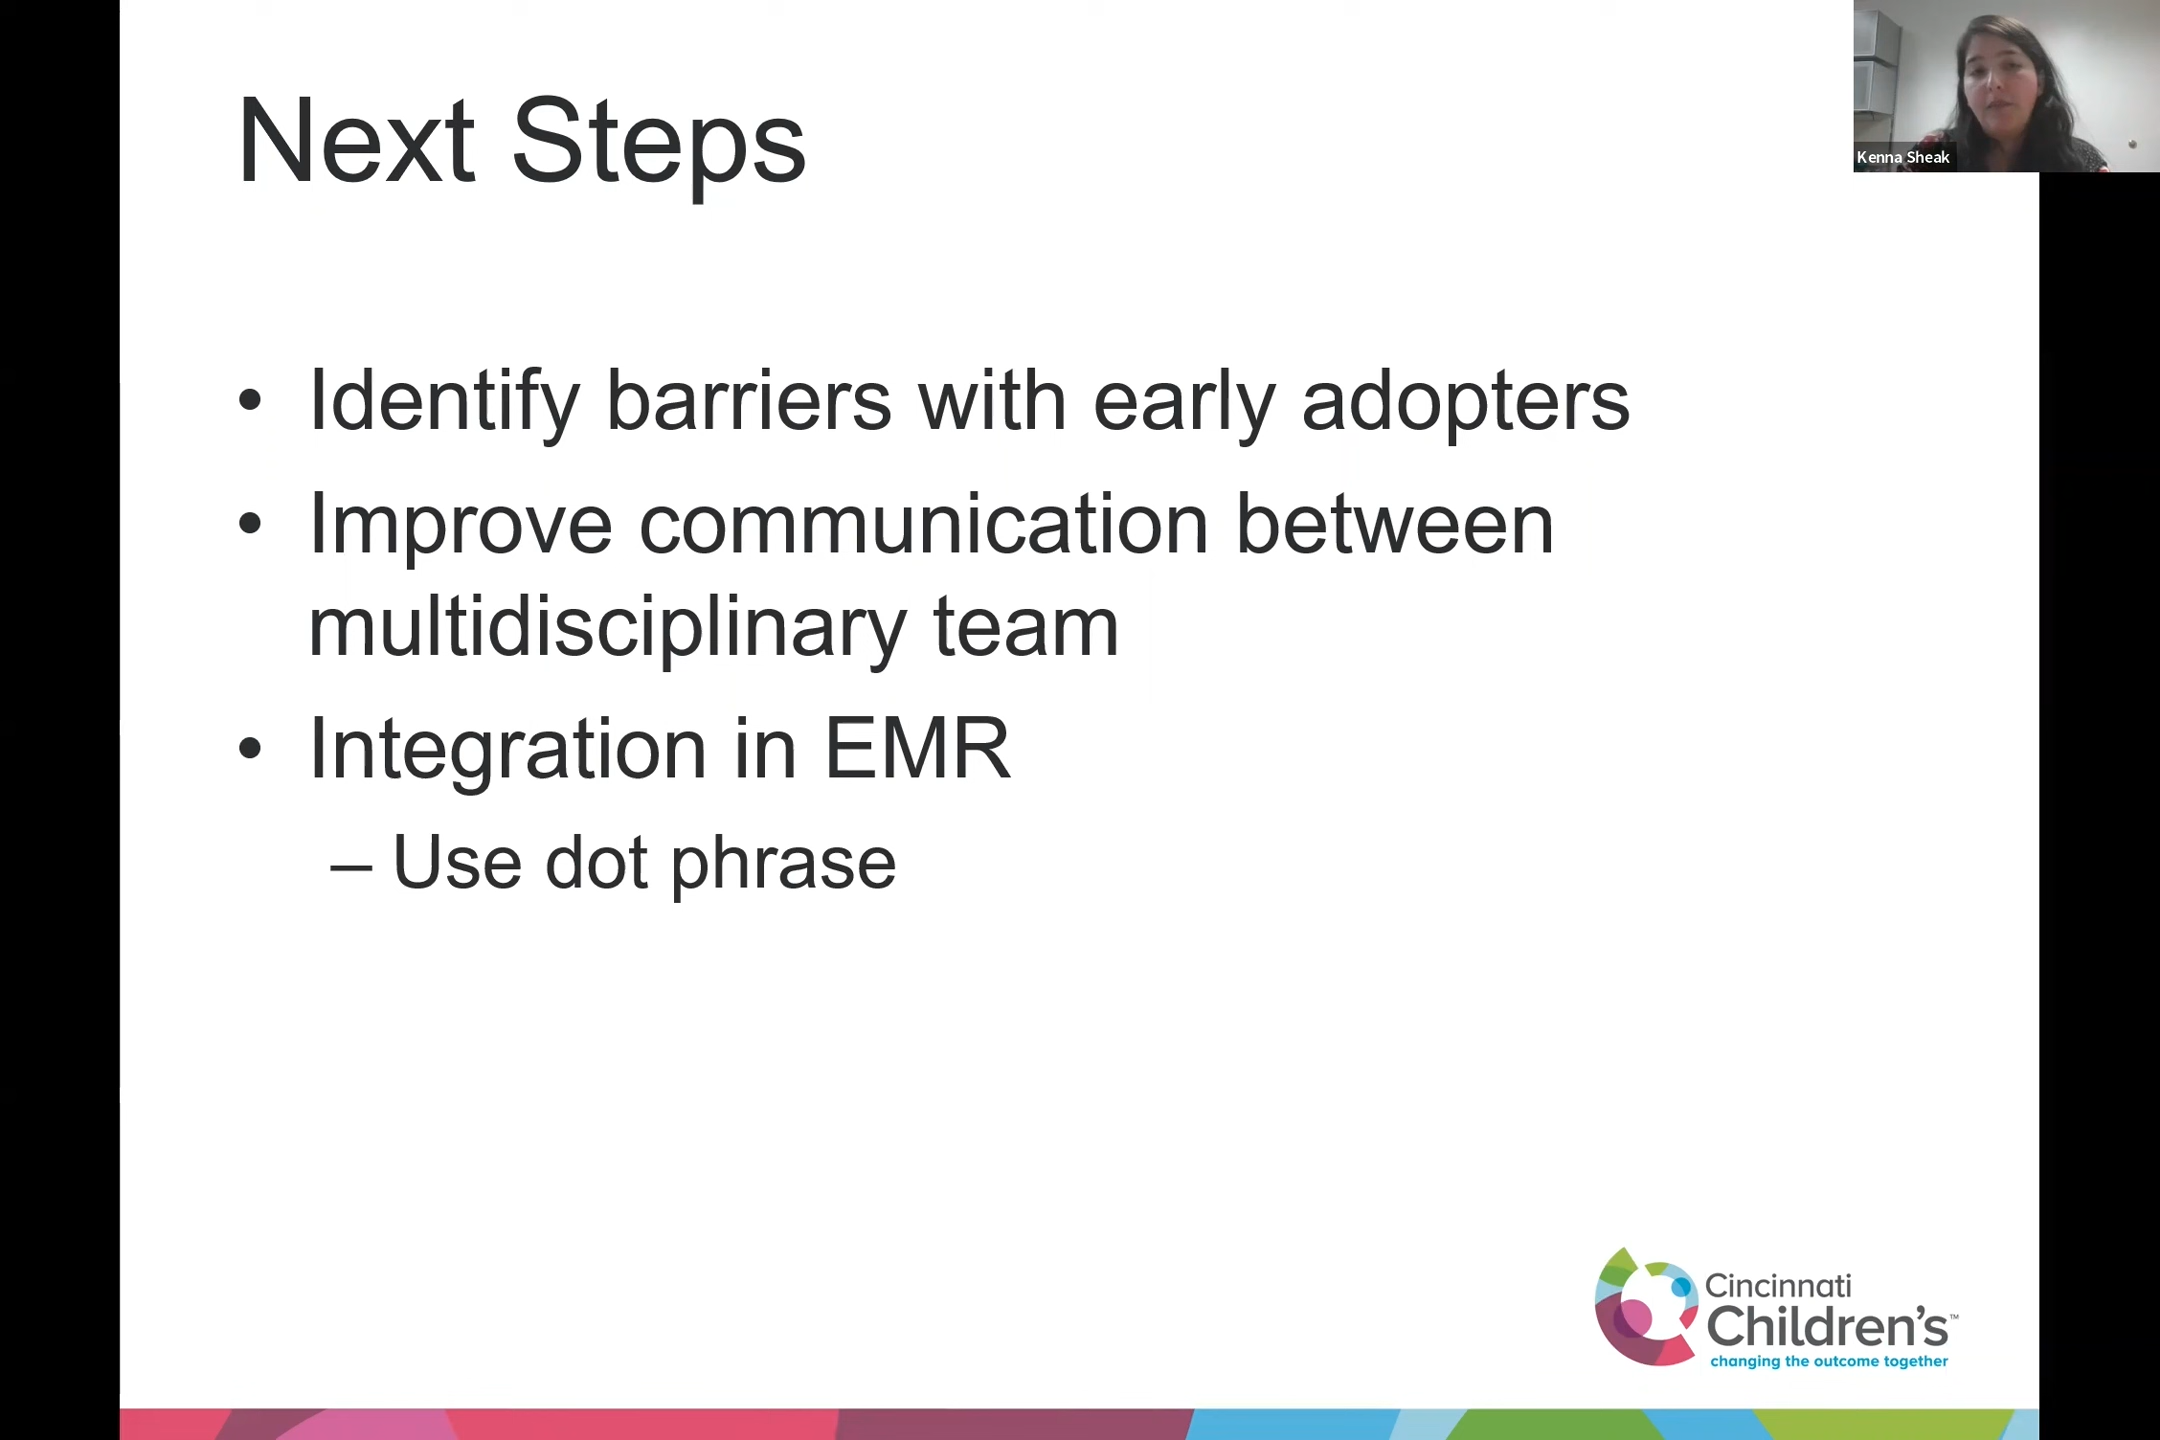 Next Steps
Kenna Sheak
• Identify barriers with early adopters
• Improve communication between
multidisciplinary team
• Integration in EMR
– Use dot phrase
Cincinnati
Children's™
changing the outcome together